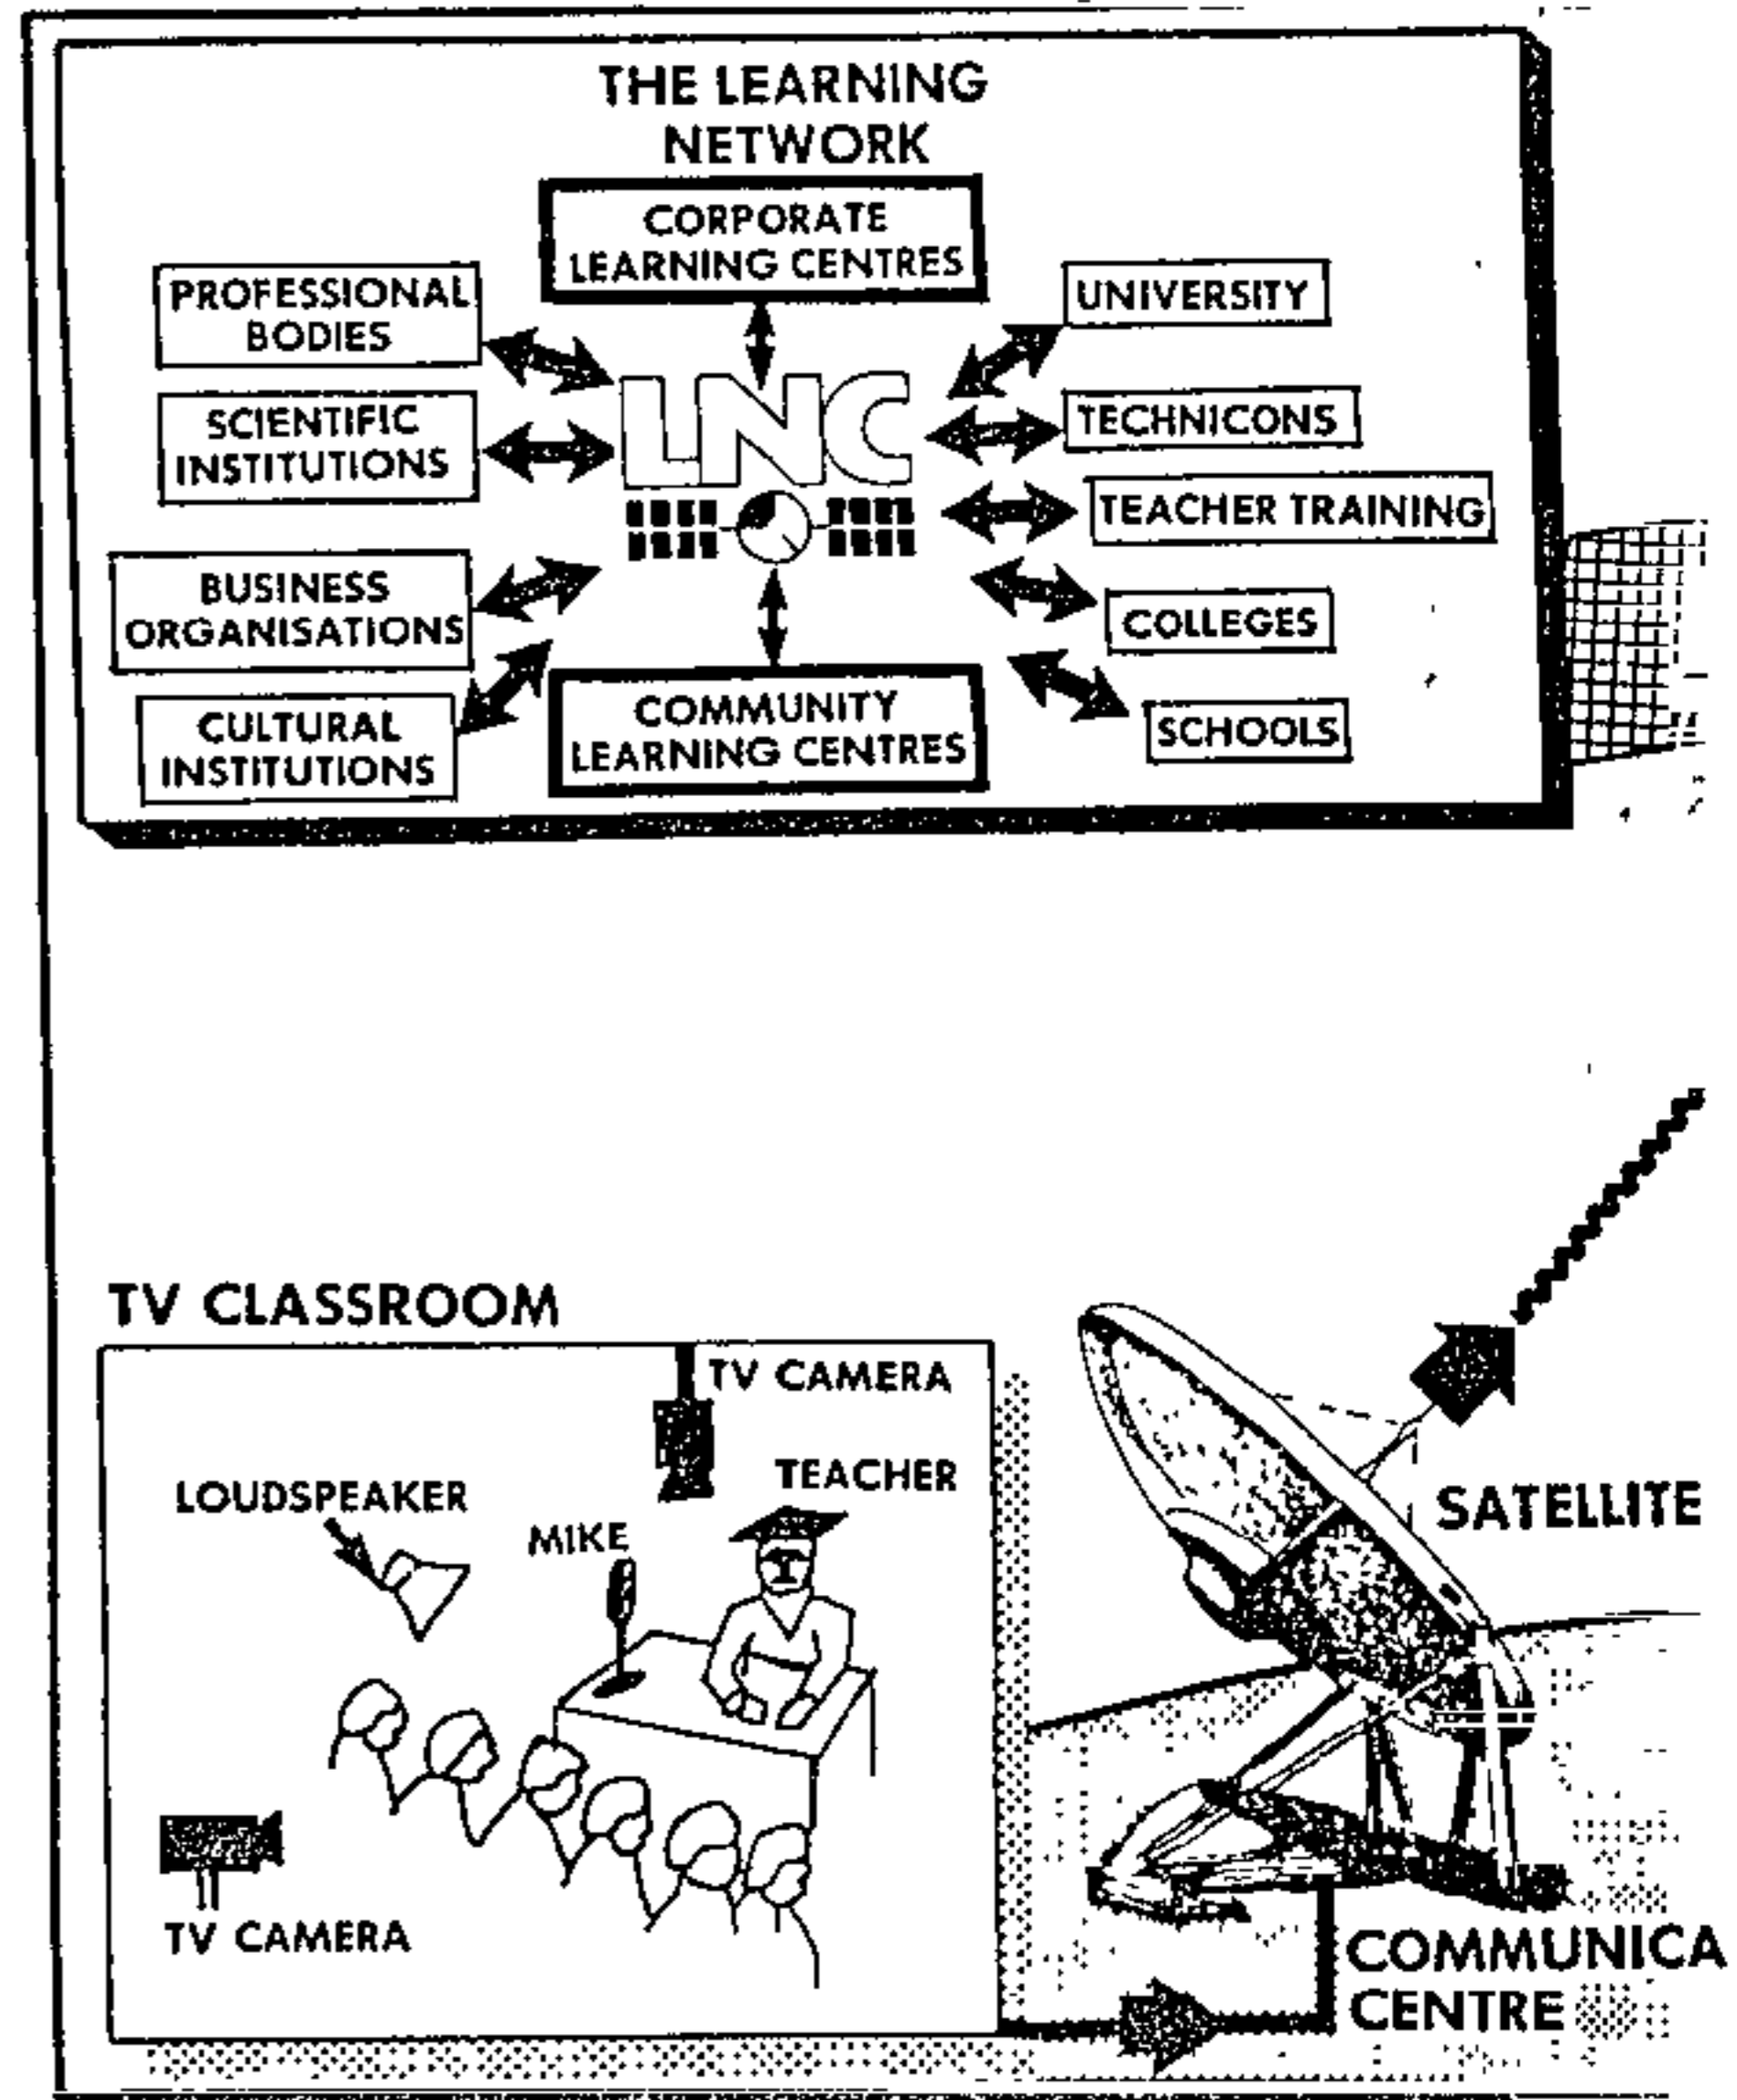 THE LEARNING
NETWORK
CORPORATE
LEARNING CENTRES
PROFESSIONAL
BODIES
UNIVERSITY
SCIENTIFIC
INSTITUTIONS
LNC
TECHNICONS
TEACHER TRAINING
BUSINESS
ORGANISATIONS
COLLEGES
CULTURAL
INSTITUTIONS
COMMUNITY
LEARNING CENTRES
SCHOOLS
TV CLASSROOM
TV CAMERA
LOUDSPEAKER
TEACHER
MIKE
SATELLITE
TV CAMERA
COMMUNICA
CENTRE